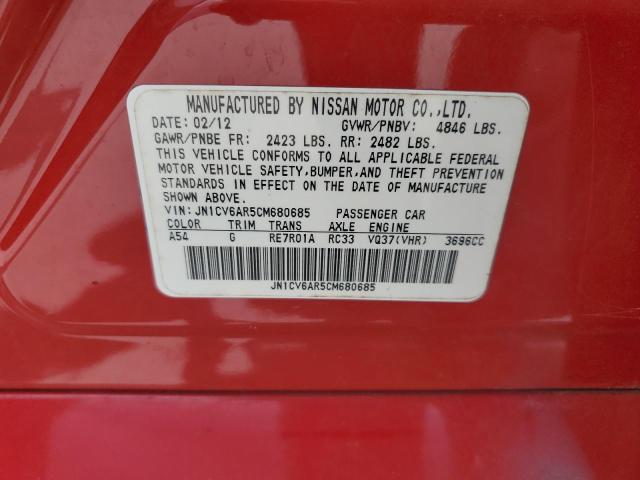 MANUFACTURED BY NISSAN MOTOR CO.,LTD.
DATE: 02/12 GVWR/PNBV: 4846 LBS.
GAWR/PNBE FR: 2423 LBS. RR: 2482 LBS.
THIS VEHICLE CONFORMS TO ALL APPLICABLE FEDERAL
MOTOR VEHICLE SAFETY,BUMPER,AND THEFT PREVENTION
STANDARDS IN EFFECT ON THE DATE OF MANUFACTURE
SHOWN ABOVE.
VIN: JN1CV6AR5CM680685 PASSENGER CAR
COLOR TRIM TRANS AXLE ENGINE
A54 G RE7R01A RC33 VQ37(VHR) 3696CC
JN1CV6AR5CM680685